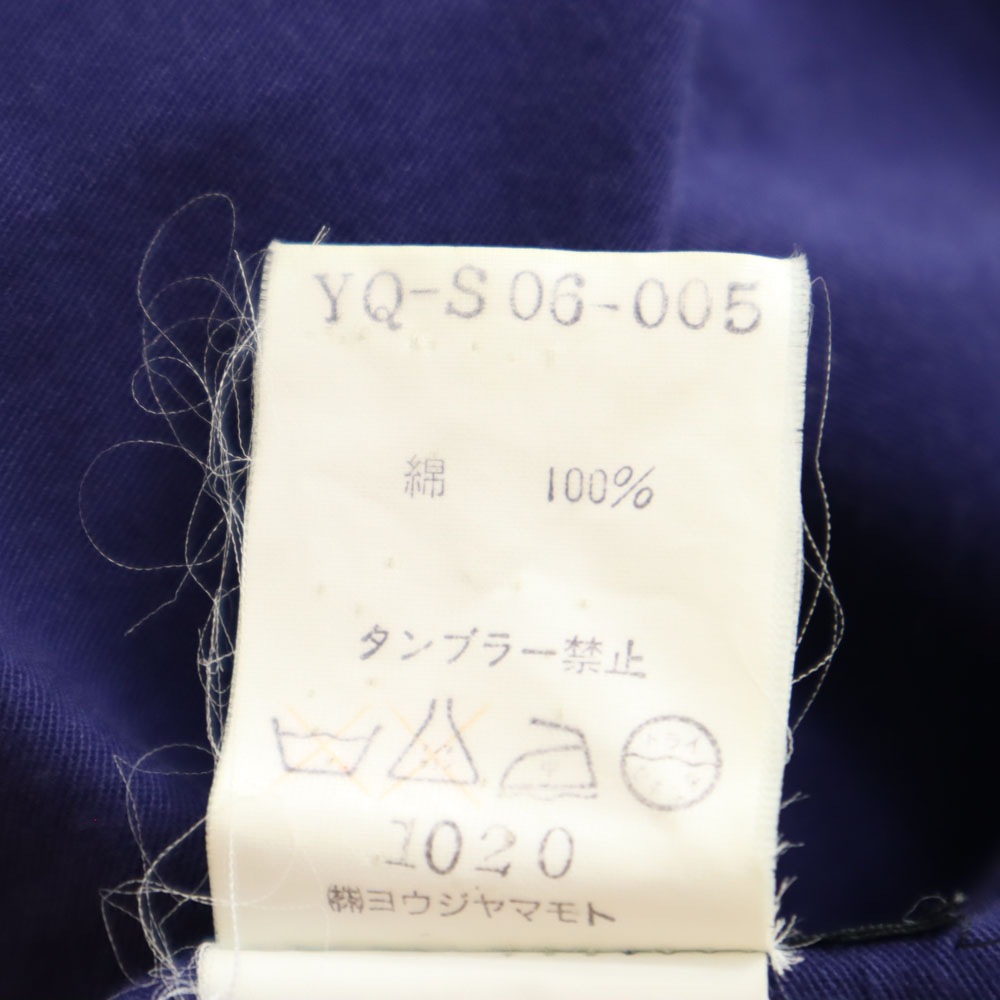 YQ-S06-005
綿 100%
タンブラー禁止
ドライ
1020
㈱ヨウジヤマモト